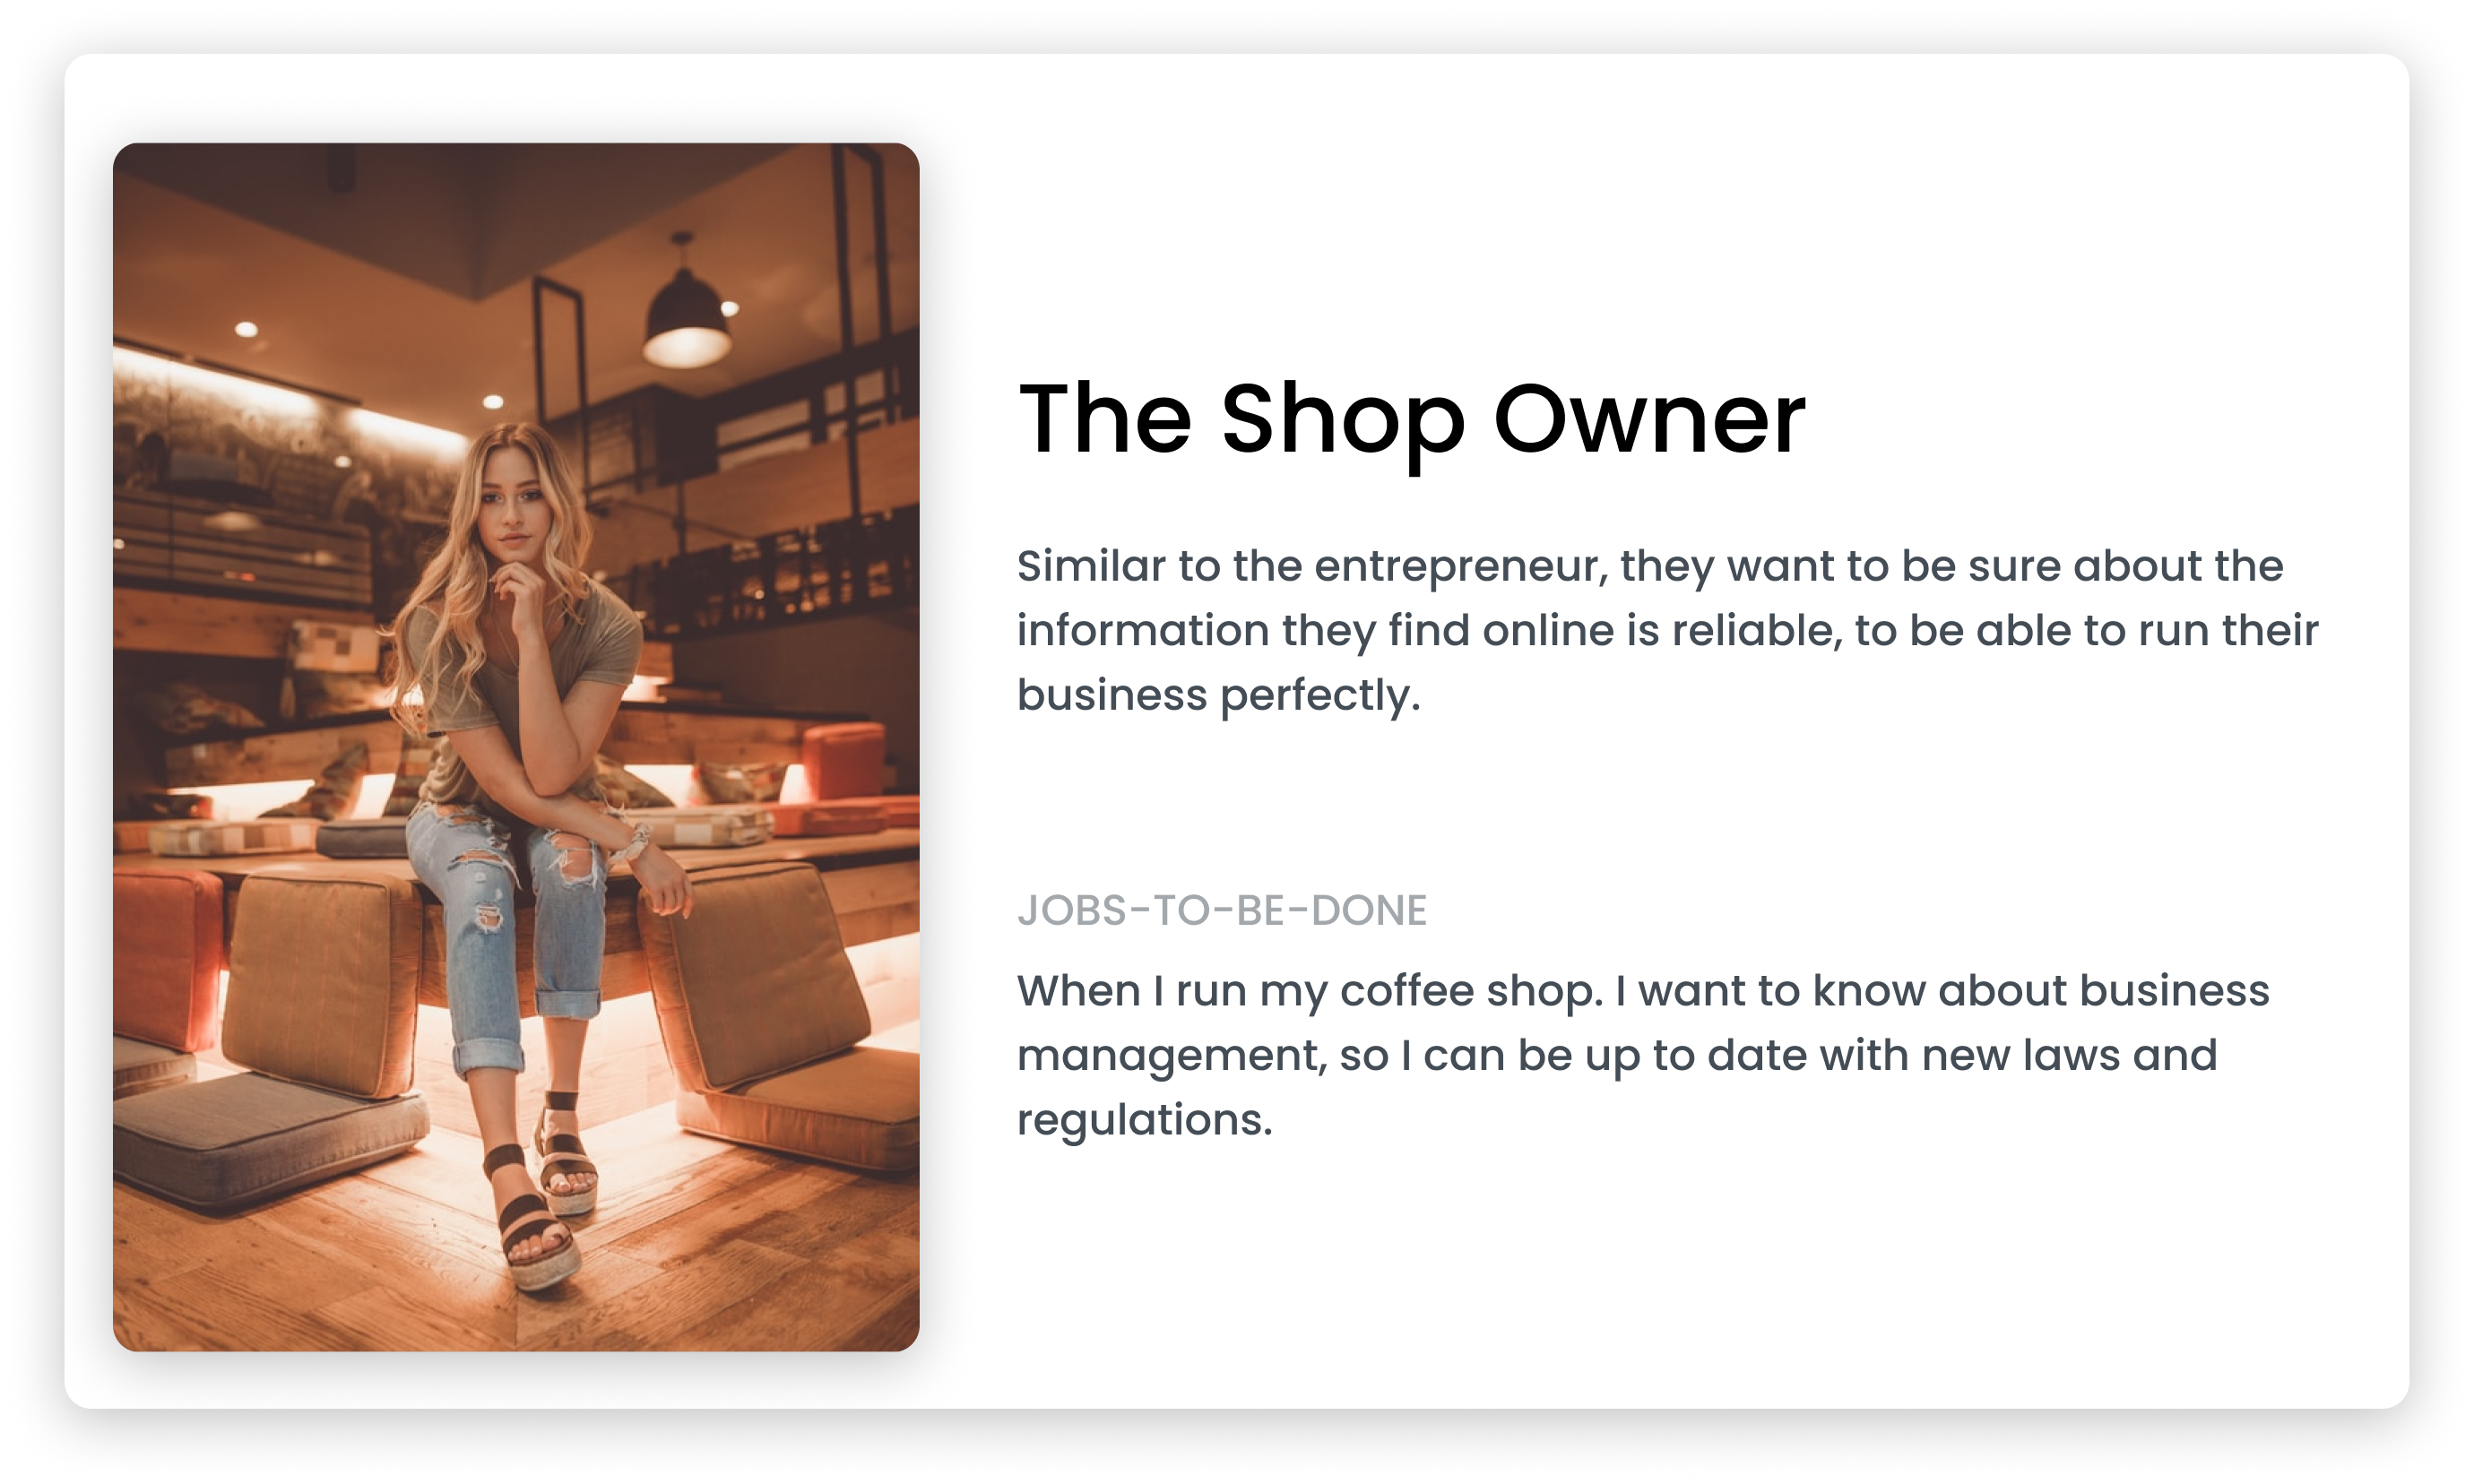 The Shop Owner
Similar to the entrepreneur, they want to be sure about the
information they find online is reliable, to be able to run their
business perfectly.
JOBS-TO-BE-DONE
When I run my coffee shop. I want to know about business
management, so I can be up to date with new laws and
regulations.